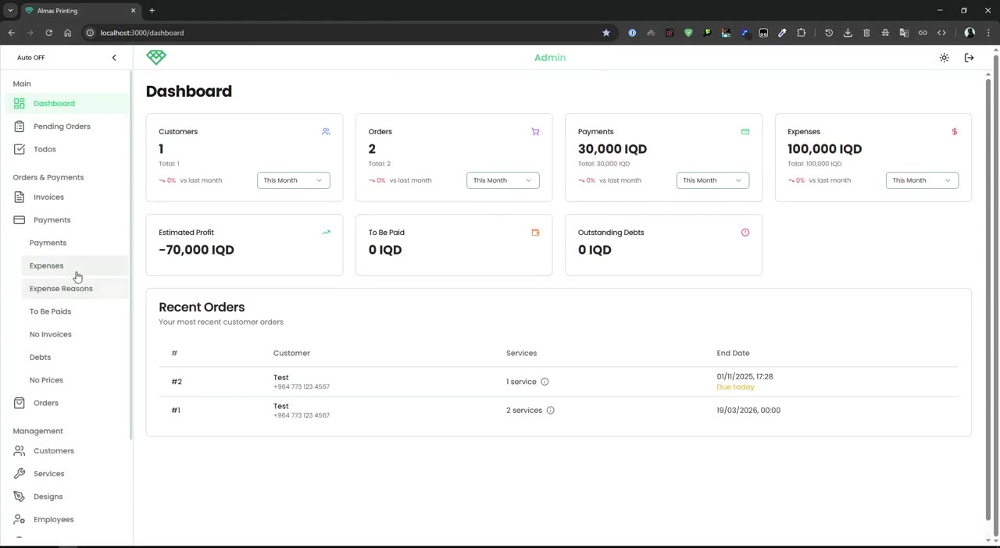 Almas Printing
localhost:3000/dashboard
Auto OFF
Admin
Main
Dashboard
Pending Orders
Todos
Orders & Payments
Invoices
Payments
Payments
Expenses
Expense Reasons
To Be Paids
No Invoices
Debts
No Prices
Orders
Management
Customers
Services
Designs
Employees
Dashboard
Customers
1
Total: 1
0% vs last month
This Month
Orders
2
Total: 2
0% vs last month
This Month
Payments
30,000 IQD
Total: 30,000 IQD
0% vs last month
This Month
Expenses
100,000 IQD
Total: 100,000 IQD
0% vs last month
This Month
Estimated Profit
-70,000 IQD
To Be Paid
0 IQD
Outstanding Debts
0 IQD
Recent Orders
Your most recent customer orders
# Customer Services End Date
#2 Test 1 service 01/11/2025, 17:28
+964 773 123 4567 Due today
#1 Test 2 services 19/03/2026, 00:00
+964 773 123 4567